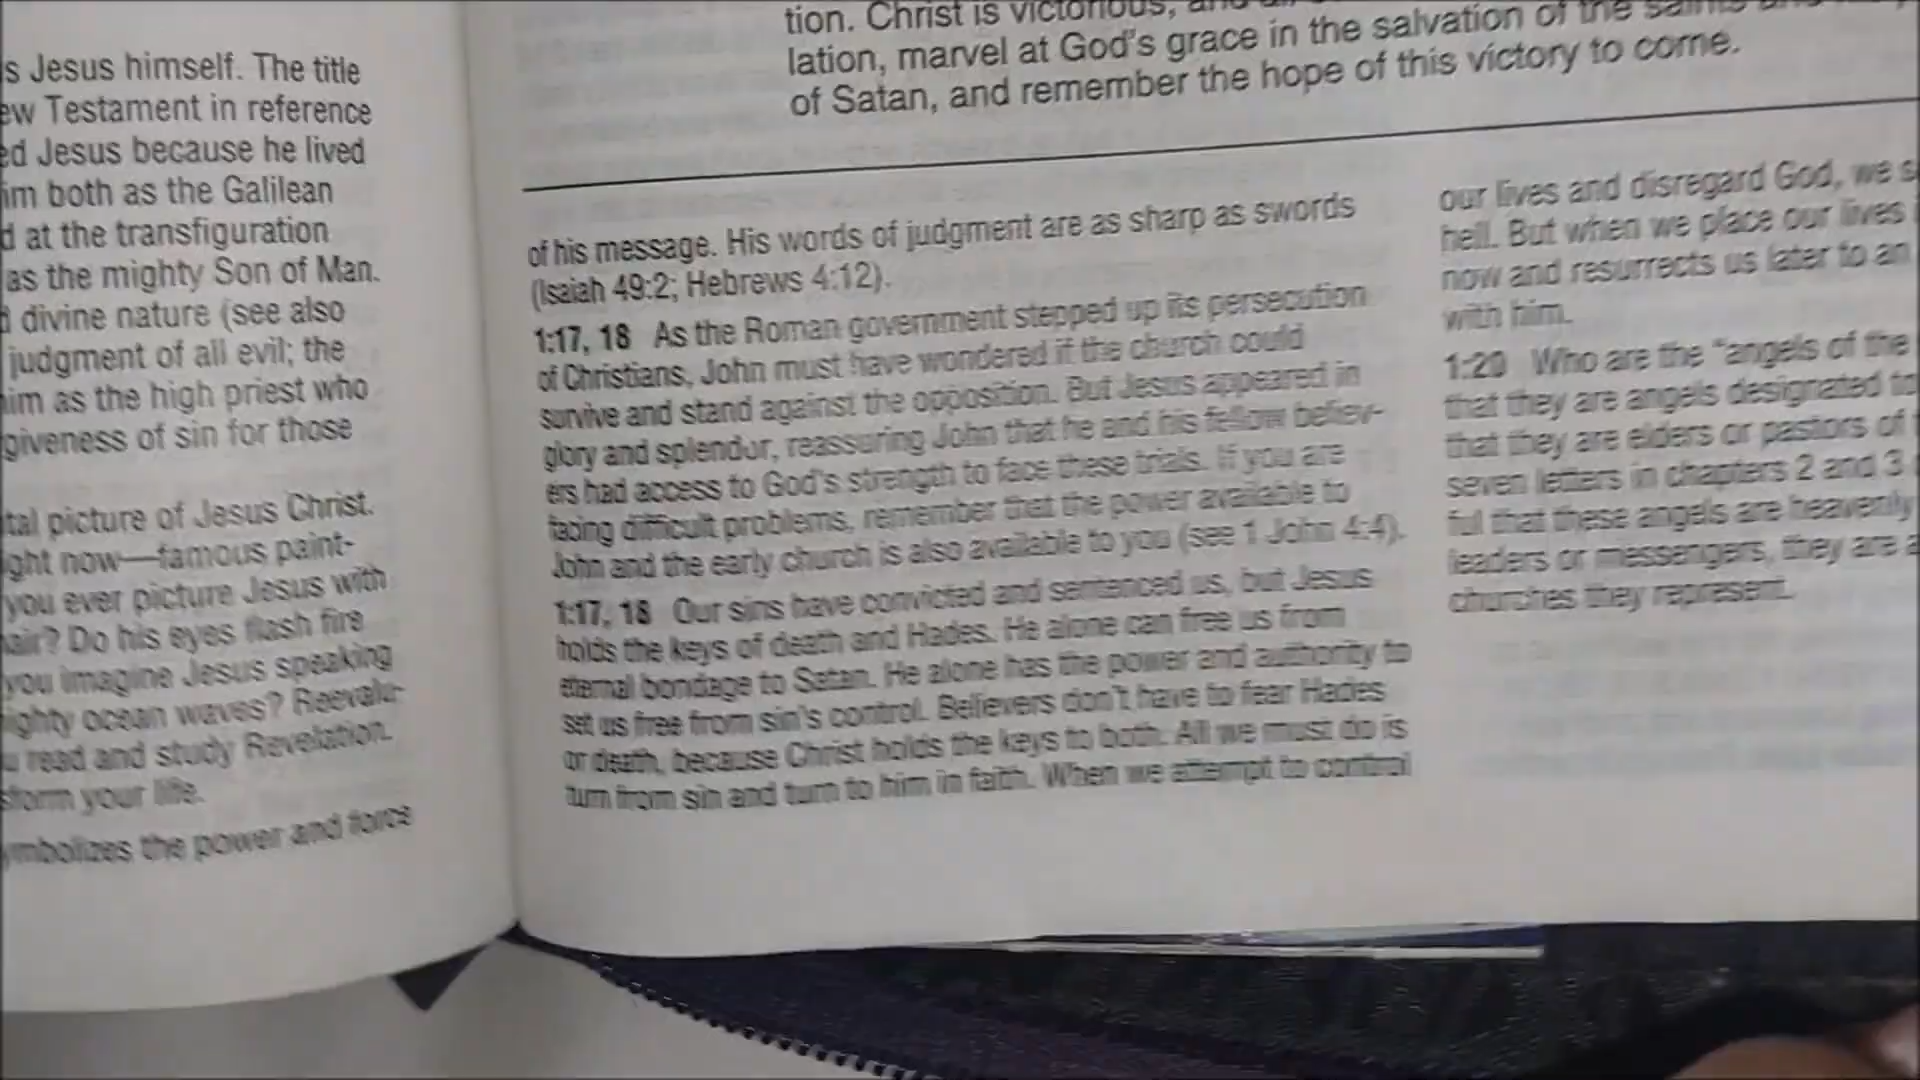 s Jesus himself. The title
ew Testament in reference
ed Jesus because he lived
im both as the Galilean
d at the transfiguration
as the mighty Son of Man.
d divine nature (see also
judgment of all evil; the
him as the high priest who
giveness of sin for those
tal picture of Jesus Christ.
ght now—famous paint-
you ever picture Jesus with
hair? Do his eyes flash fire
you imagine Jesus speaking
mighty ocean waves? Reevalu-
u read and study Revelation.
sform your life.
ymbolizes the power and force
tion. Christ is victorious,
lation, marvel at God's grace in the salvation of the saints
of Satan, and remember the hope of this victory to come.
of his message. His words of judgment are as sharp as swords
(Isaiah 49:2; Hebrews 4:12).
1:17, 18 As the Roman government stepped up its persecution
of Christians, John must have wondered if the church could
survive and stand against the opposition. But Jesus appeared in
glory and splendor, reassuring John that he and his fellow believ-
ers had access to God's strength to face these trials. If you are
facing difficult problems, remember that the power available to
John and the early church is also available to you (see 1 John 4:4).
1:17, 18 Our sins have convicted and sentenced us, but Jesus
holds the keys of death and Hades. He alone can free us from
eternal bondage to Satan. He alone has the power and authority to
set us free from sin's control. Believers don't have to fear Hades
or death, because Christ holds the keys to both. All we must do is
turn from sin and turn to him in faith. When we attempt to control
our lives and disregard God, we s
hell. But when we place our lives
now and resurrects us later to an
with him.
1:20 Who are the "angels of the
that they are angels designated to
that they are elders or pastors of
seven letters in chapters 2 and 3
ful that these angels are heavenly
leaders or messengers, they are a
churches they represent.